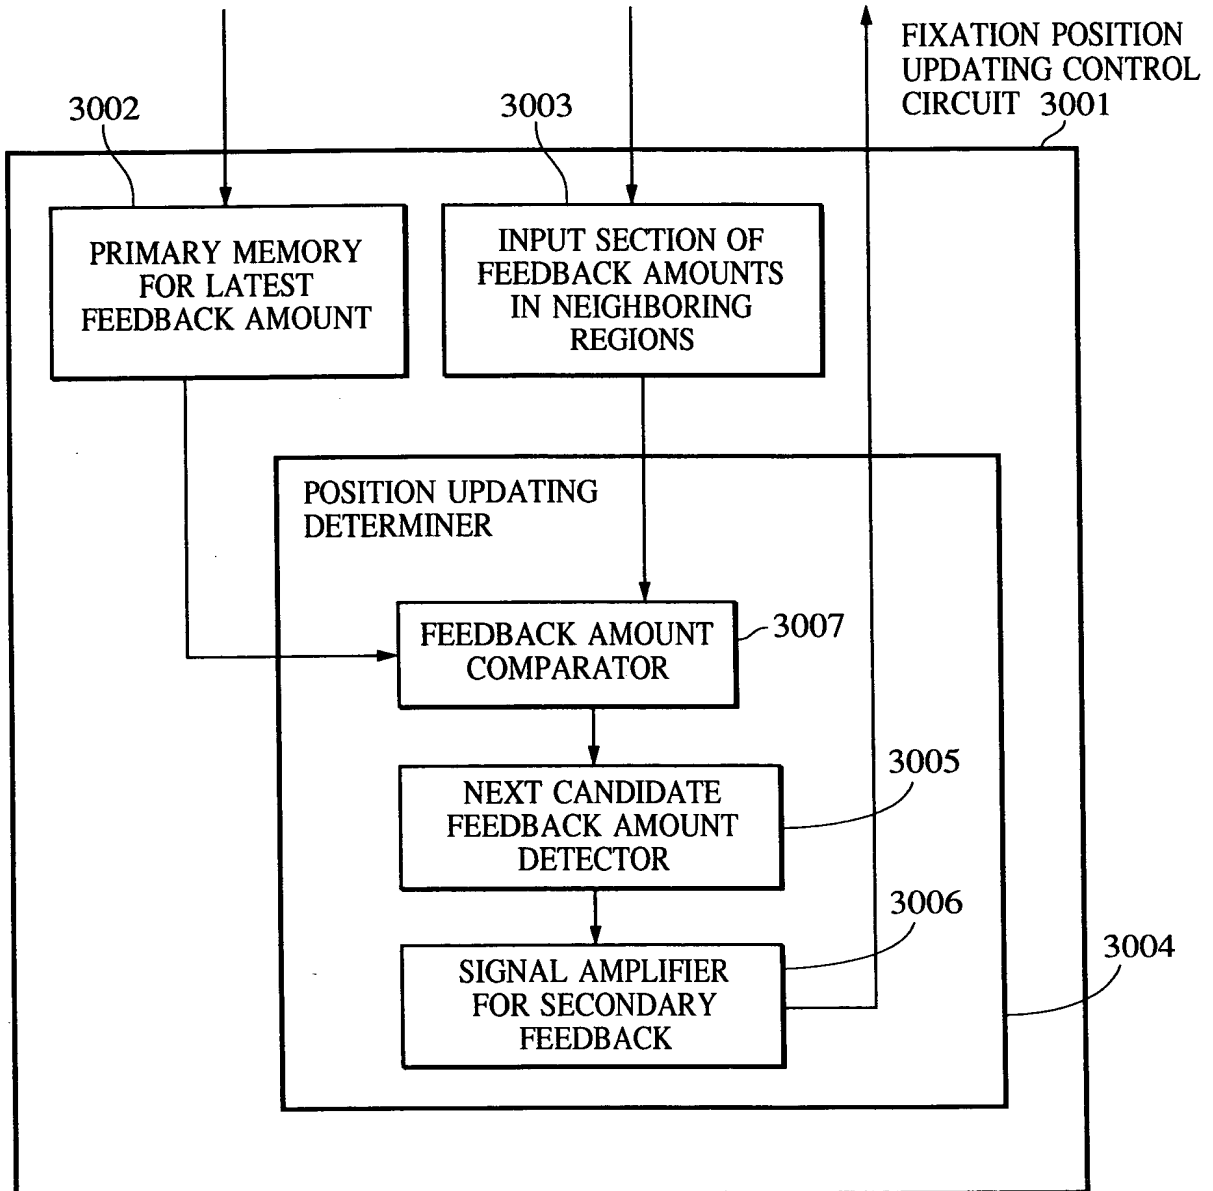 FIXATION POSITION
UPDATING CONTROL
CIRCUIT 3001
3002
3003
PRIMARY MEMORY
FOR LATEST
FEEDBACK AMOUNT
INPUT SECTION OF
FEEDBACK AMOUNTS
IN NEIGHBORING
REGIONS
POSITION UPDATING
DETERMINER
FEEDBACK AMOUNT
COMPARATOR
3007
NEXT CANDIDATE
FEEDBACK AMOUNT
DETECTOR
3005
SIGNAL AMPLIFIER
FOR SECONDARY
FEEDBACK
3006
3004